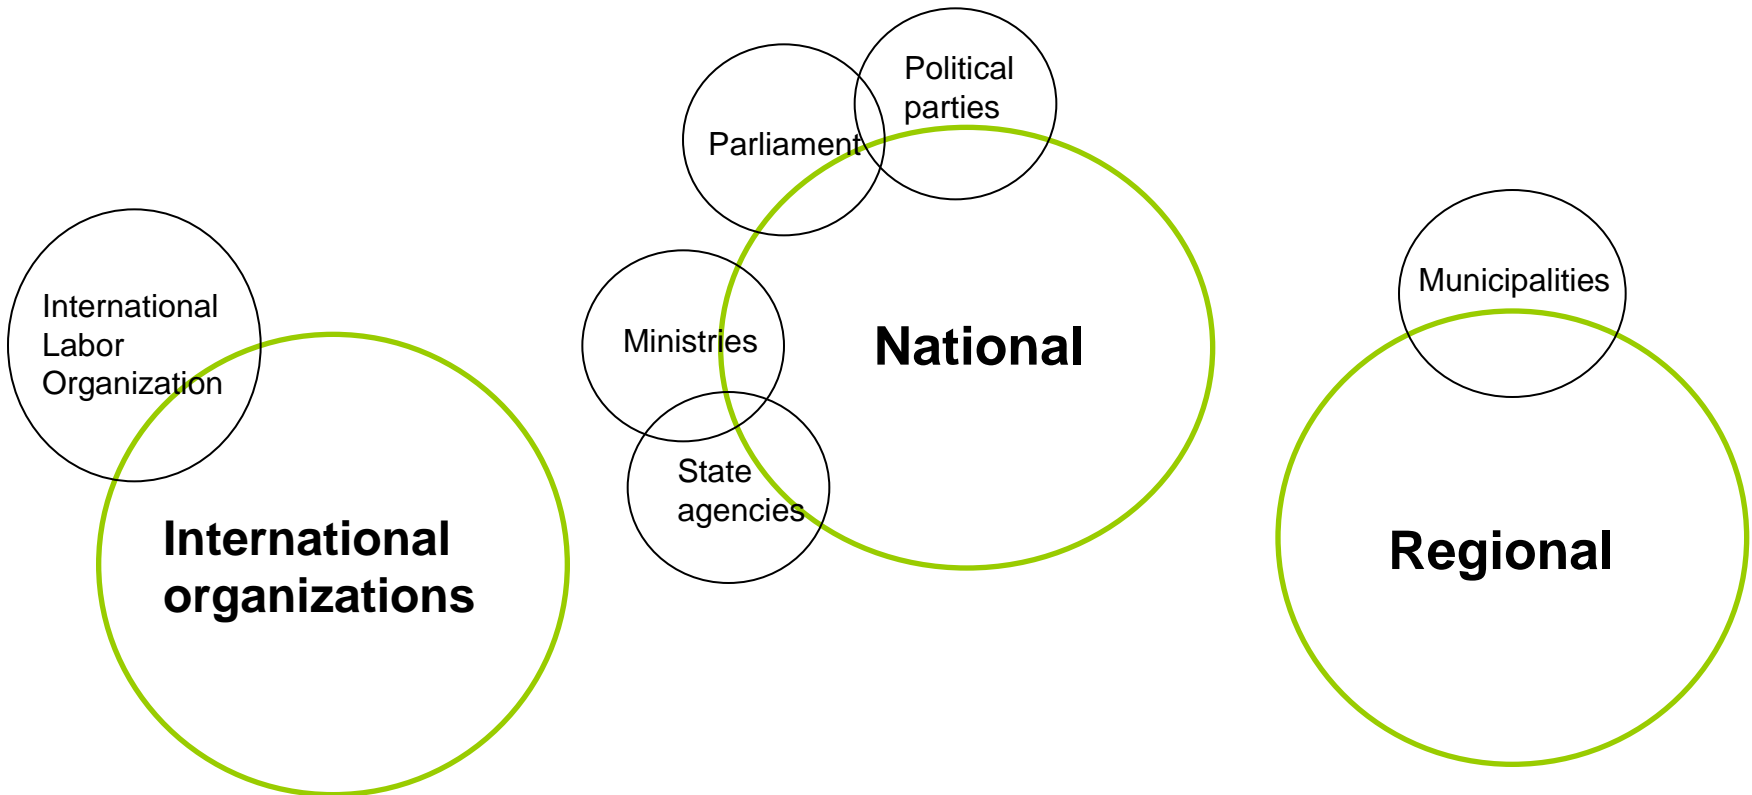 Political
parties
Parliament
International
Labor
Organization
Ministries
National
State
agencies
Municipalities
International
organizations
Regional